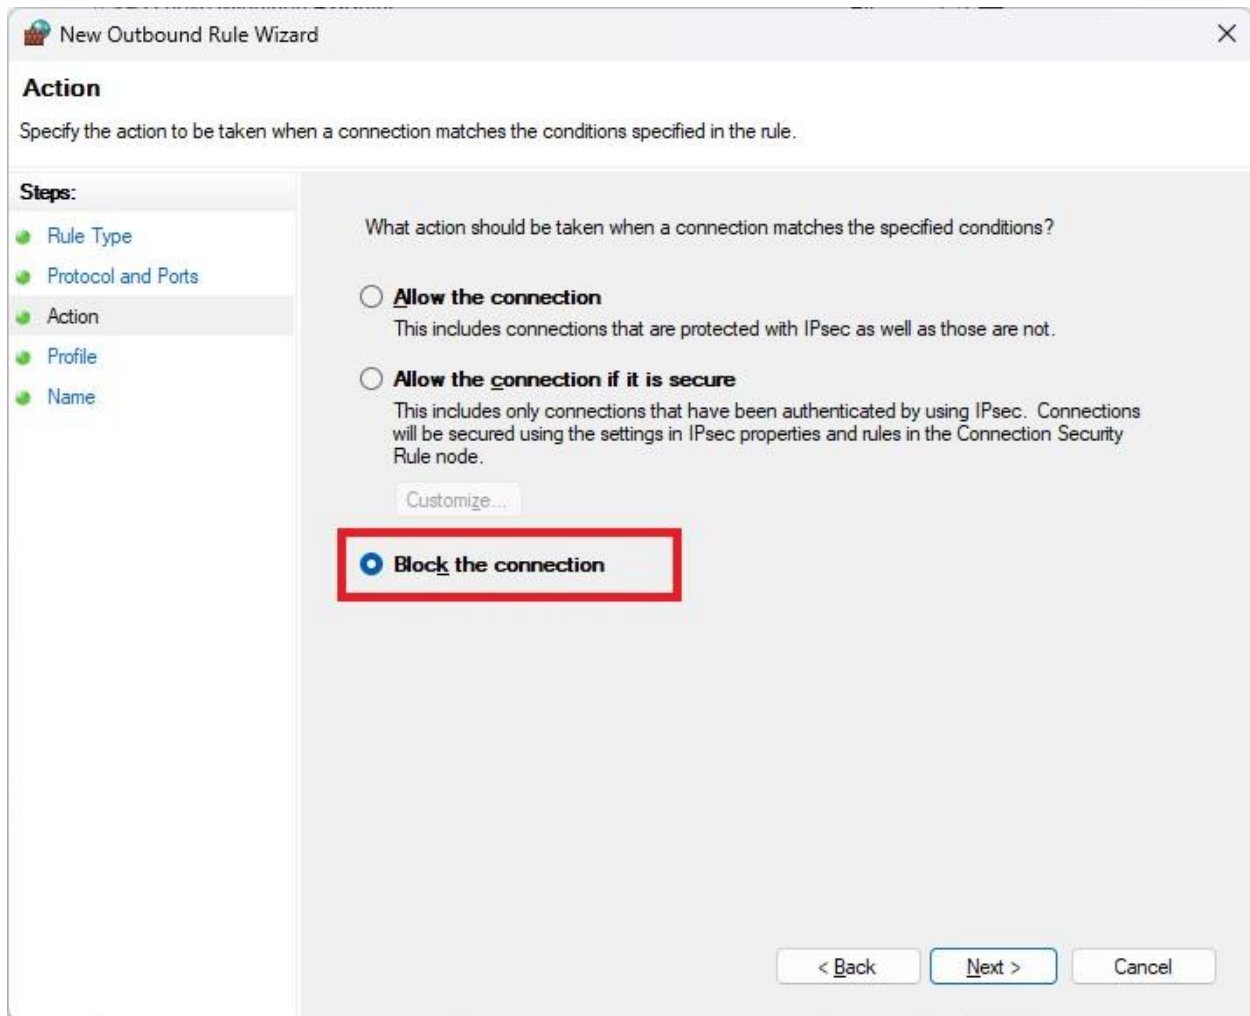 New Outbound Rule Wizard
Action
Specify the action to be taken when a connection matches the conditions specified in the rule.
Steps:
Rule Type
Protocol and Ports
Action
Profile
Name
What action should be taken when a connection matches the specified conditions?
Allow the connection
This includes connections that are protected with IPsec as well as those are not.
Allow the connection if it is secure
This includes only connections that have been authenticated by using IPsec. Connections
will be secured using the settings in IPsec properties and rules in the Connection Security
Rule node.
Customize...
Block the connection
< Back
Next >
Cancel